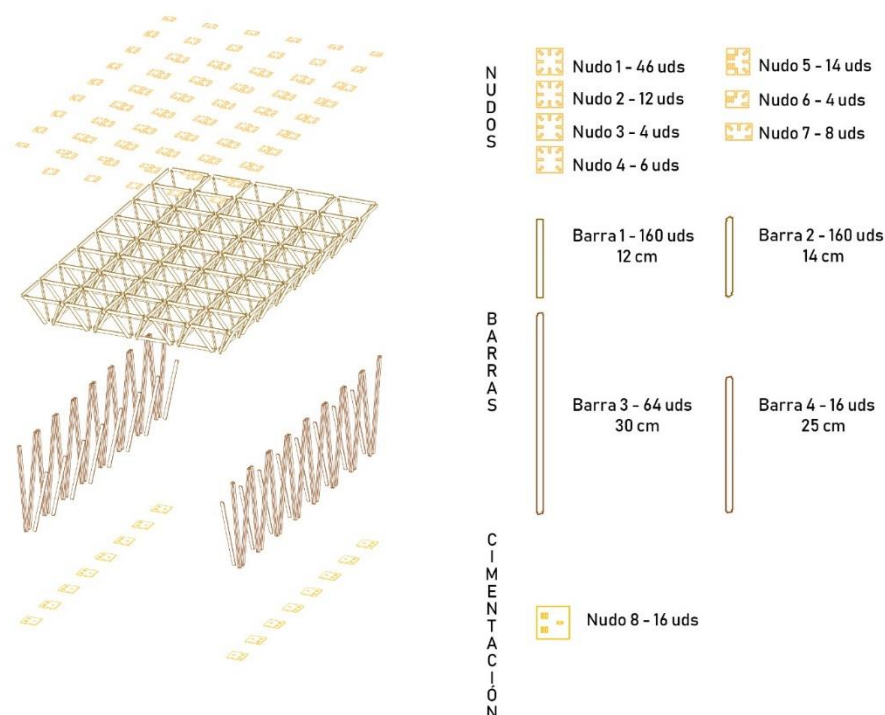 NUDOS
Nudo 1 - 46 uds
Nudo 2 - 12 uds
Nudo 3 - 4 uds
Nudo 4 - 6 uds
Nudo 5 - 14 uds
Nudo 6 - 4 uds
Nudo 7 - 8 uds
BARRAS
Barra 1 - 160 uds
12 cm
Barra 2 - 160 uds
14 cm
Barra 3 - 64 uds
30 cm
Barra 4 - 16 uds
25 cm
CIMENTACIÓN
Nudo 8 - 16 uds